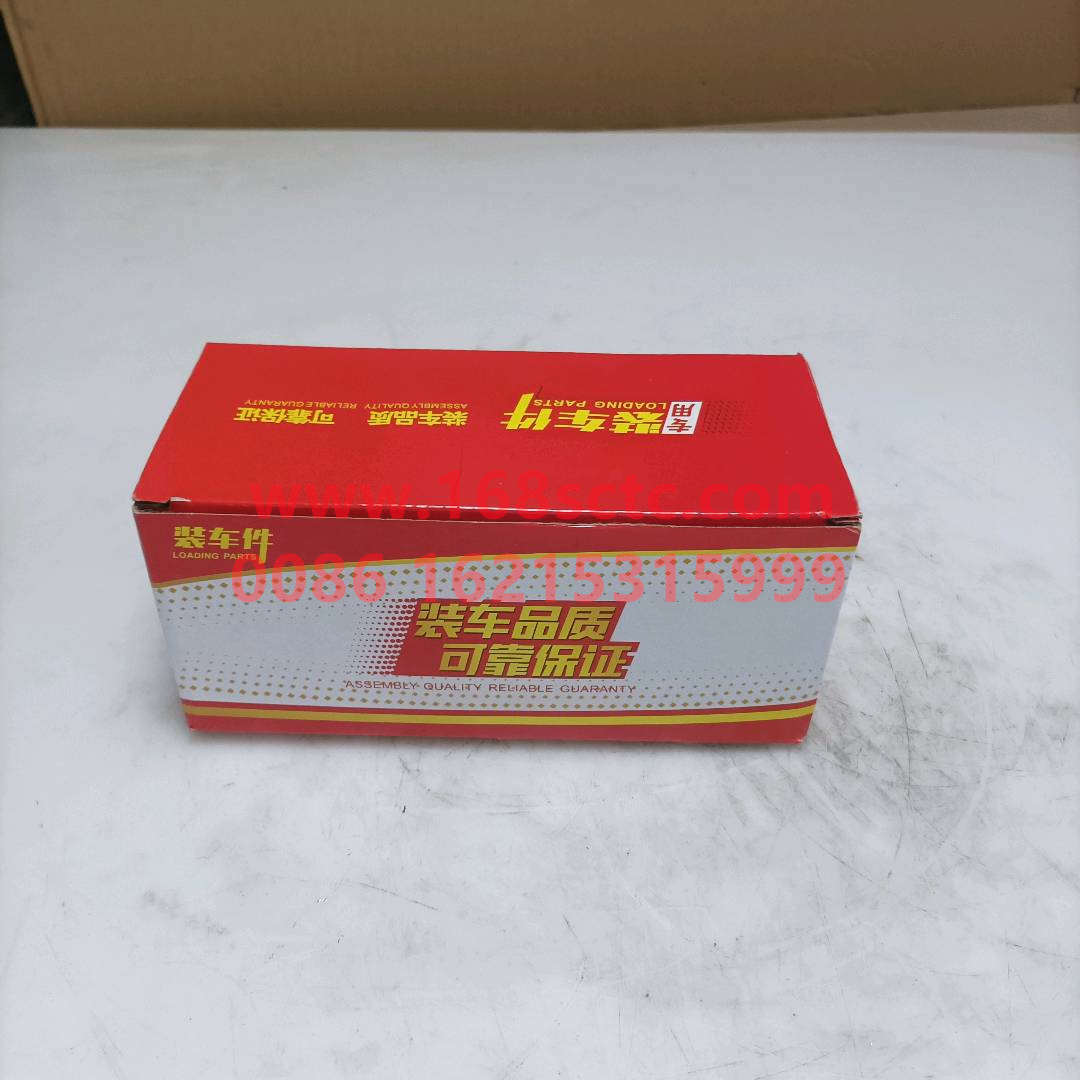 专用
装车件
LOADING PARTS
装车品质 可靠保证
ASSEMBLY QUALITY RELIABLE GUARANTY
www.168sctc.com
装车件
LOADING PARTS
0086 16215315999
装车品质
可靠保证
ASSEMBLY QUALITY RELIABLE GUARANTY